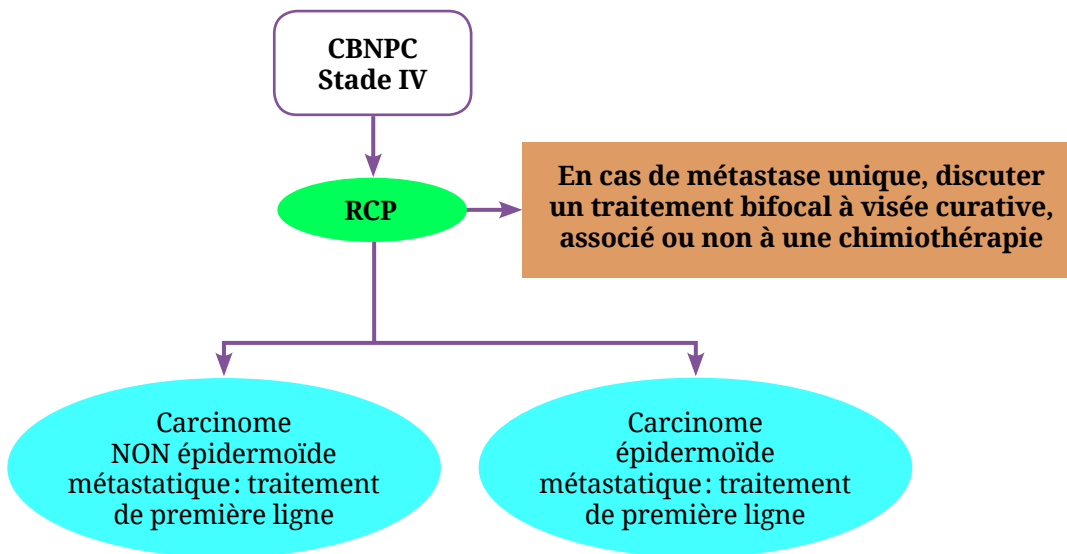 CBNPC
Stade IV
RCP
En cas de métastase unique, discuter
un traitement bifocal à visée curative,
associé ou non à une chimiothérapie
Carcinome
NON épidermoïde
métastatique : traitement
de première ligne
Carcinome
épidermoïde
métastatique : traitement
de première ligne